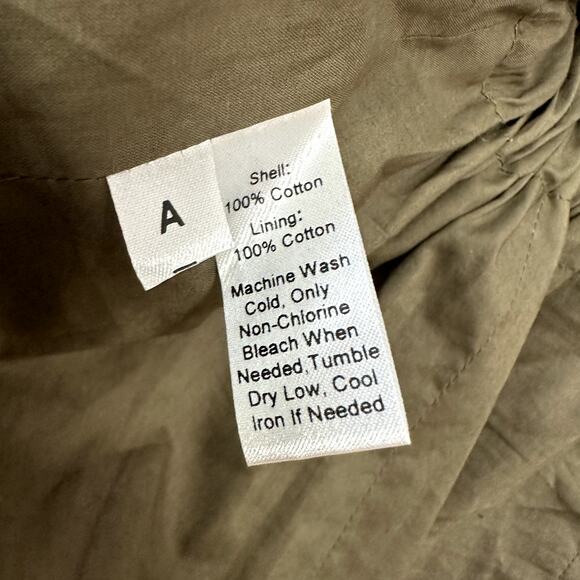 A
Shell:
100% Cotton
Lining:
100% Cotton
Machine Wash
Cold, Only
Non-Chlorine
Bleach When
Needed,Tumble
Dry Low, Cool
Iron If Needed